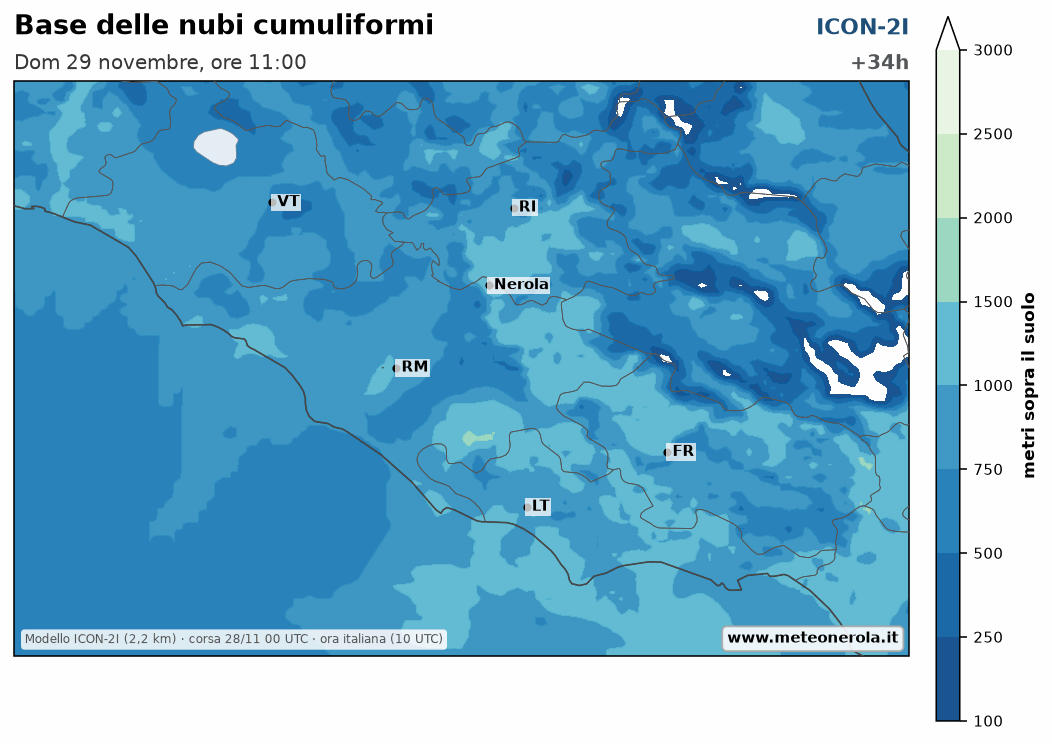 Base delle nubi cumuliformi
ICON-2I
Dom 29 novembre, ore 11:00
+34h
3000
2500
2000
1500
1000
750
500
250
100
metri sopra il suolo
VT
RI
Nerola
RM
FR
LT
Modello ICON-2I (2,2 km) · corsa 28/11 00 UTC · ora italiana (10 UTC)
www.meteonerola.it